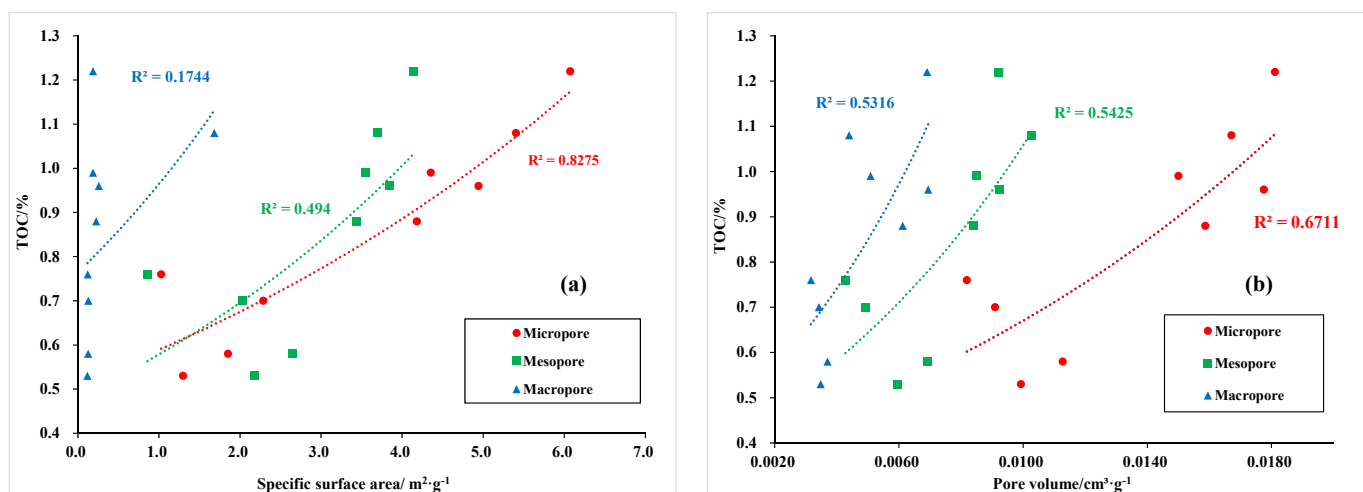 1.3
1.2
1.1
1.0
0.9
0.8
0.7
0.6
0.5
0.4
TOC/%
R² = 0.1744
R² = 0.8275
R² = 0.494
(a)
Micropore
Mesopore
Macropore
0.0
1.0
2.0
3.0
4.0
5.0
6.0
7.0
Specific surface area/ m²·g⁻¹
1.3
1.2
1.1
1.0
0.9
0.8
0.7
0.6
0.5
0.4
TOC/%
R² = 0.5316
R² = 0.5425
R² = 0.6711
(b)
Micropore
Mesopore
Macropore
0.0020
0.0060
0.0100
0.0140
0.0180
Pore volume/cm³·g⁻¹